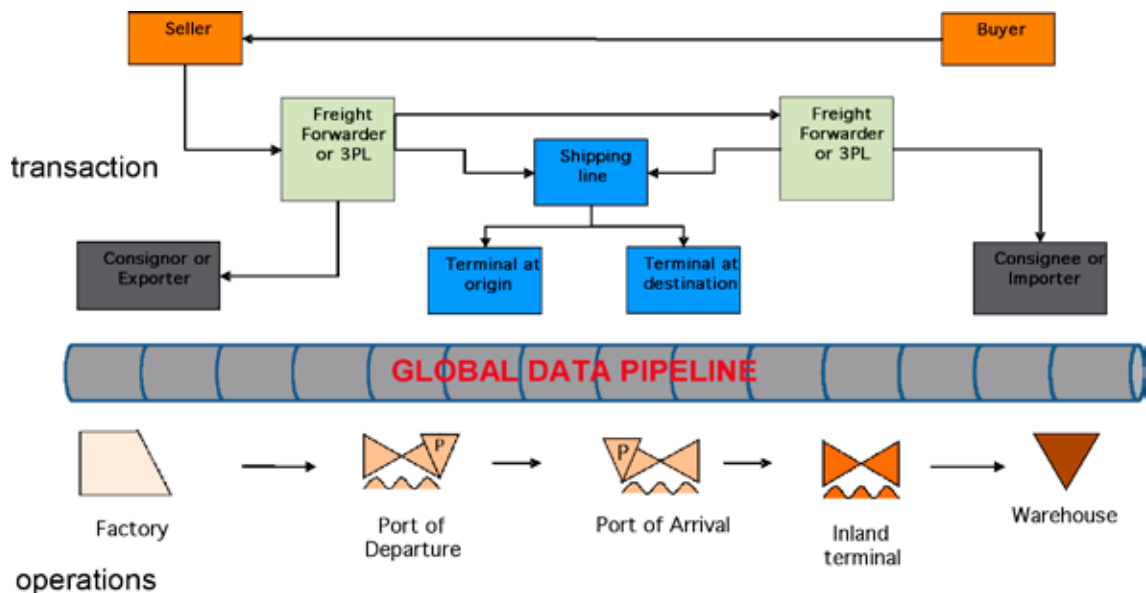 Seller
Buyer
Freight
Forwarder
or 3PL
Freight
Forwarder
or 3PL
Shipping
line
transaction
Consignor or
Exporter
Terminal at
origin
Terminal at
destination
Consignee or
Importer
GLOBAL DATA PIPELINE
P
P
Factory
Port of
Departure
Port of Arrival
Inland
terminal
Warehouse
operations